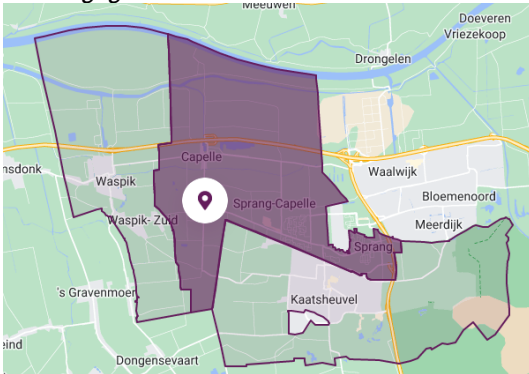 Meeuwen
Doeveren
Vriezekoop
Drongelen
Capelle
Waalwijk
Waspik
Bloemenoord
Sprang-Capelle
Waspik- Zuid
Meerdijk
Sprang
's Gravenmoer
Kaatsheuvel
Dongensevaart